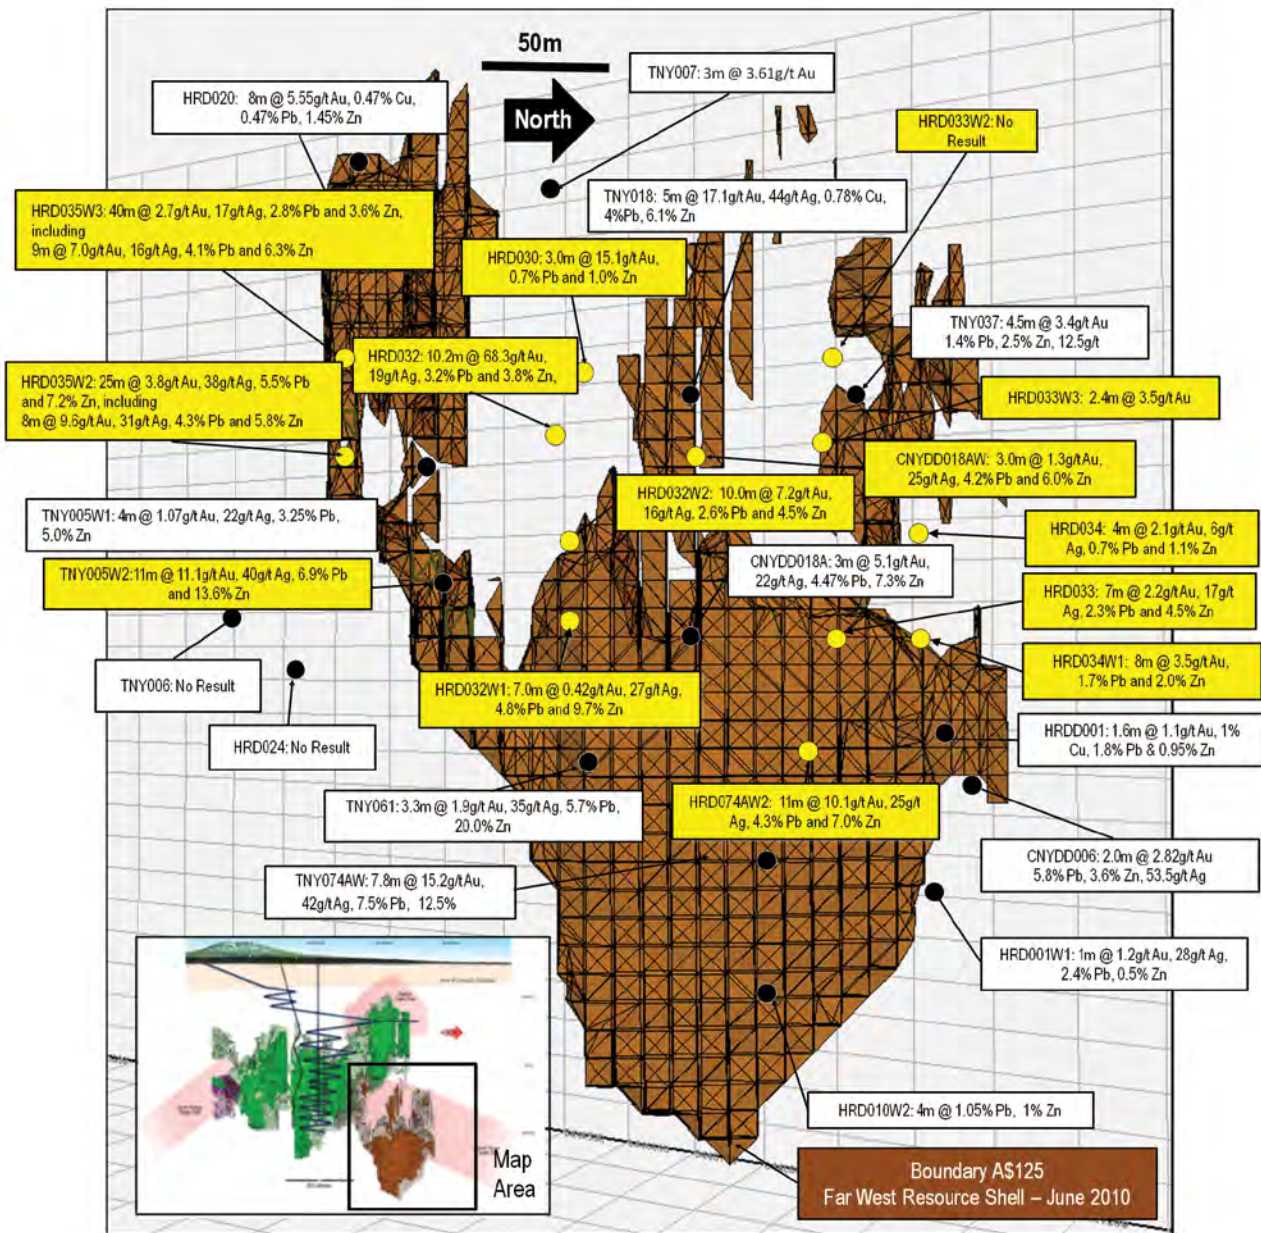 50m
North
TNY007: 3m @ 3.61g/t Au
HRD020: 8m @ 5.55g/t Au, 0.47% Cu,
0.47% Pb, 1.45% Zn
HRD033W2: No
Result
TNY018: 5m @ 17.1g/t Au, 44g/t Ag, 0.78% Cu,
4%Pb, 6.1% Zn
HRD035W3: 40m @ 2.7g/t Au, 17g/t Ag, 2.8% Pb and 3.6% Zn,
including
9m @ 7.0g/t Au, 16g/t Ag, 4.1% Pb and 6.3% Zn
HRD030: 3.0m @ 15.1g/t Au,
0.7% Pb and 1.0% Zn
TNY037: 4.5m @ 3.4g/t Au
1.4% Pb, 2.5% Zn, 12.5g/t
HRD032: 10.2m @ 68.3g/t Au,
19g/t Ag, 3.2% Pb and 3.8% Zn,
HRD035W2: 25m @ 3.8g/t Au, 38g/t Ag, 5.5% Pb
and 7.2% Zn, including
8m @ 9.6g/t Au, 31g/t Ag, 4.3% Pb and 5.8% Zn
HRD033W3: 2.4m @ 3.5g/t Au
CNYDD018AW: 3.0m @ 1.3g/t Au,
25g/t Ag, 4.2% Pb and 6.0% Zn
HRD032W2: 10.0m @ 7.2g/t Au,
16g/t Ag, 2.6% Pb and 4.5% Zn
TNY005W1: 4m @ 1.07g/t Au, 22g/t Ag, 3.25% Pb,
5.0% Zn
HRD034: 4m @ 2.1g/t Au, 6g/t
Ag, 0.7% Pb and 1.1% Zn
CNYDD018A: 3m @ 5.1g/t Au,
22g/t Ag, 4.47% Pb, 7.3% Zn
TNY005W2: 11m @ 11.1g/t Au, 40g/t Ag, 6.9% Pb
and 13.6% Zn
HRD033: 7m @ 2.2g/t Au, 17g/t
Ag, 2.3% Pb and 4.5% Zn
TNY006: No Result
HRD032W1: 7.0m @ 0.42g/t Au, 27g/t Ag,
4.8% Pb and 9.7% Zn
HRD034W1: 8m @ 3.5g/t Au,
1.7% Pb and 2.0% Zn
HRD024: No Result
HRDD001: 1.6m @ 1.1g/t Au, 1%
Cu, 1.8% Pb & 0.95% Zn
TNY061: 3.3m @ 1.9g/t Au, 35g/t Ag, 5.7% Pb,
20.0% Zn
HRD074AW2: 11m @ 10.1g/t Au, 25g/t
Ag, 4.3% Pb and 7.0% Zn
CNYDD006: 2.0m @ 2.82g/t Au
5.8% Pb, 3.6% Zn, 53.5g/t Ag
TNY074AW: 7.8m @ 15.2g/t Au,
42g/t Ag, 7.5% Pb, 12.5%
HRD001W1: 1m @ 1.2g/t Au, 28g/t Ag,
2.4% Pb, 0.5% Zn
HRD010W2: 4m @ 1.05% Pb, 1% Zn
Map
Area
Boundary A$125
Far West Resource Shell – June 2010